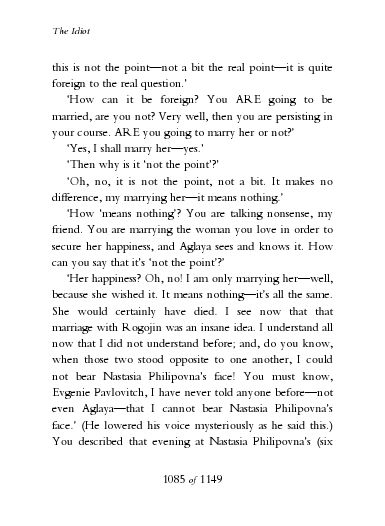 The Idiot
this is not the point—not a bit the real point—it is quite
foreign to the real question.'
'How can it be foreign? You ARE going to be
married, are you not? Very well, then you are persisting in
your course. ARE you going to marry her or not?'
'Yes, I shall marry her—yes.'
'Then why is it 'not the point'?'
'Oh, no, it is not the point, not a bit. It makes no
difference, my marrying her—it means nothing.'
'How 'means nothing'? You are talking nonsense, my
friend. You are marrying the woman you love in order to
secure her happiness, and Aglaya sees and knows it. How
can you say that it's 'not the point'?'
'Her happiness? Oh, no! I am only marrying her—well,
because she wished it. It means nothing—it's all the same.
She would certainly have died. I see now that that
marriage with Rogojin was an insane idea. I understand all
now that I did not understand before; and, do you know,
when those two stood opposite to one another, I could
not bear Nastasia Philipovna's face! You must know,
Evgenie Pavlovitch, I have never told anyone before—not
even Aglaya—that I cannot bear Nastasia Philipovna's
face.' (He lowered his voice mysteriously as he said this.)
You described that evening at Nastasia Philipovna's (six
1085 of 1149